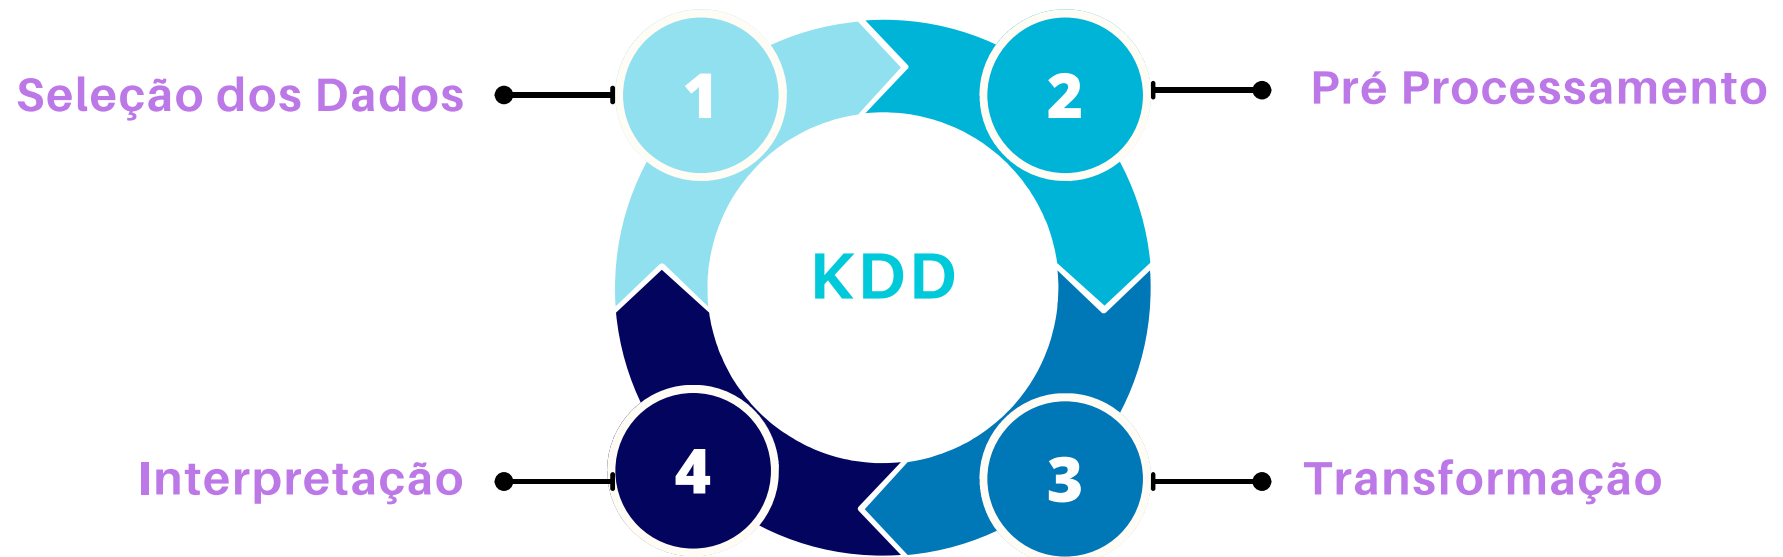 Seleção dos Dados
1
2
Pré Processamento
KDD
Interpretação
4
3
Transformação